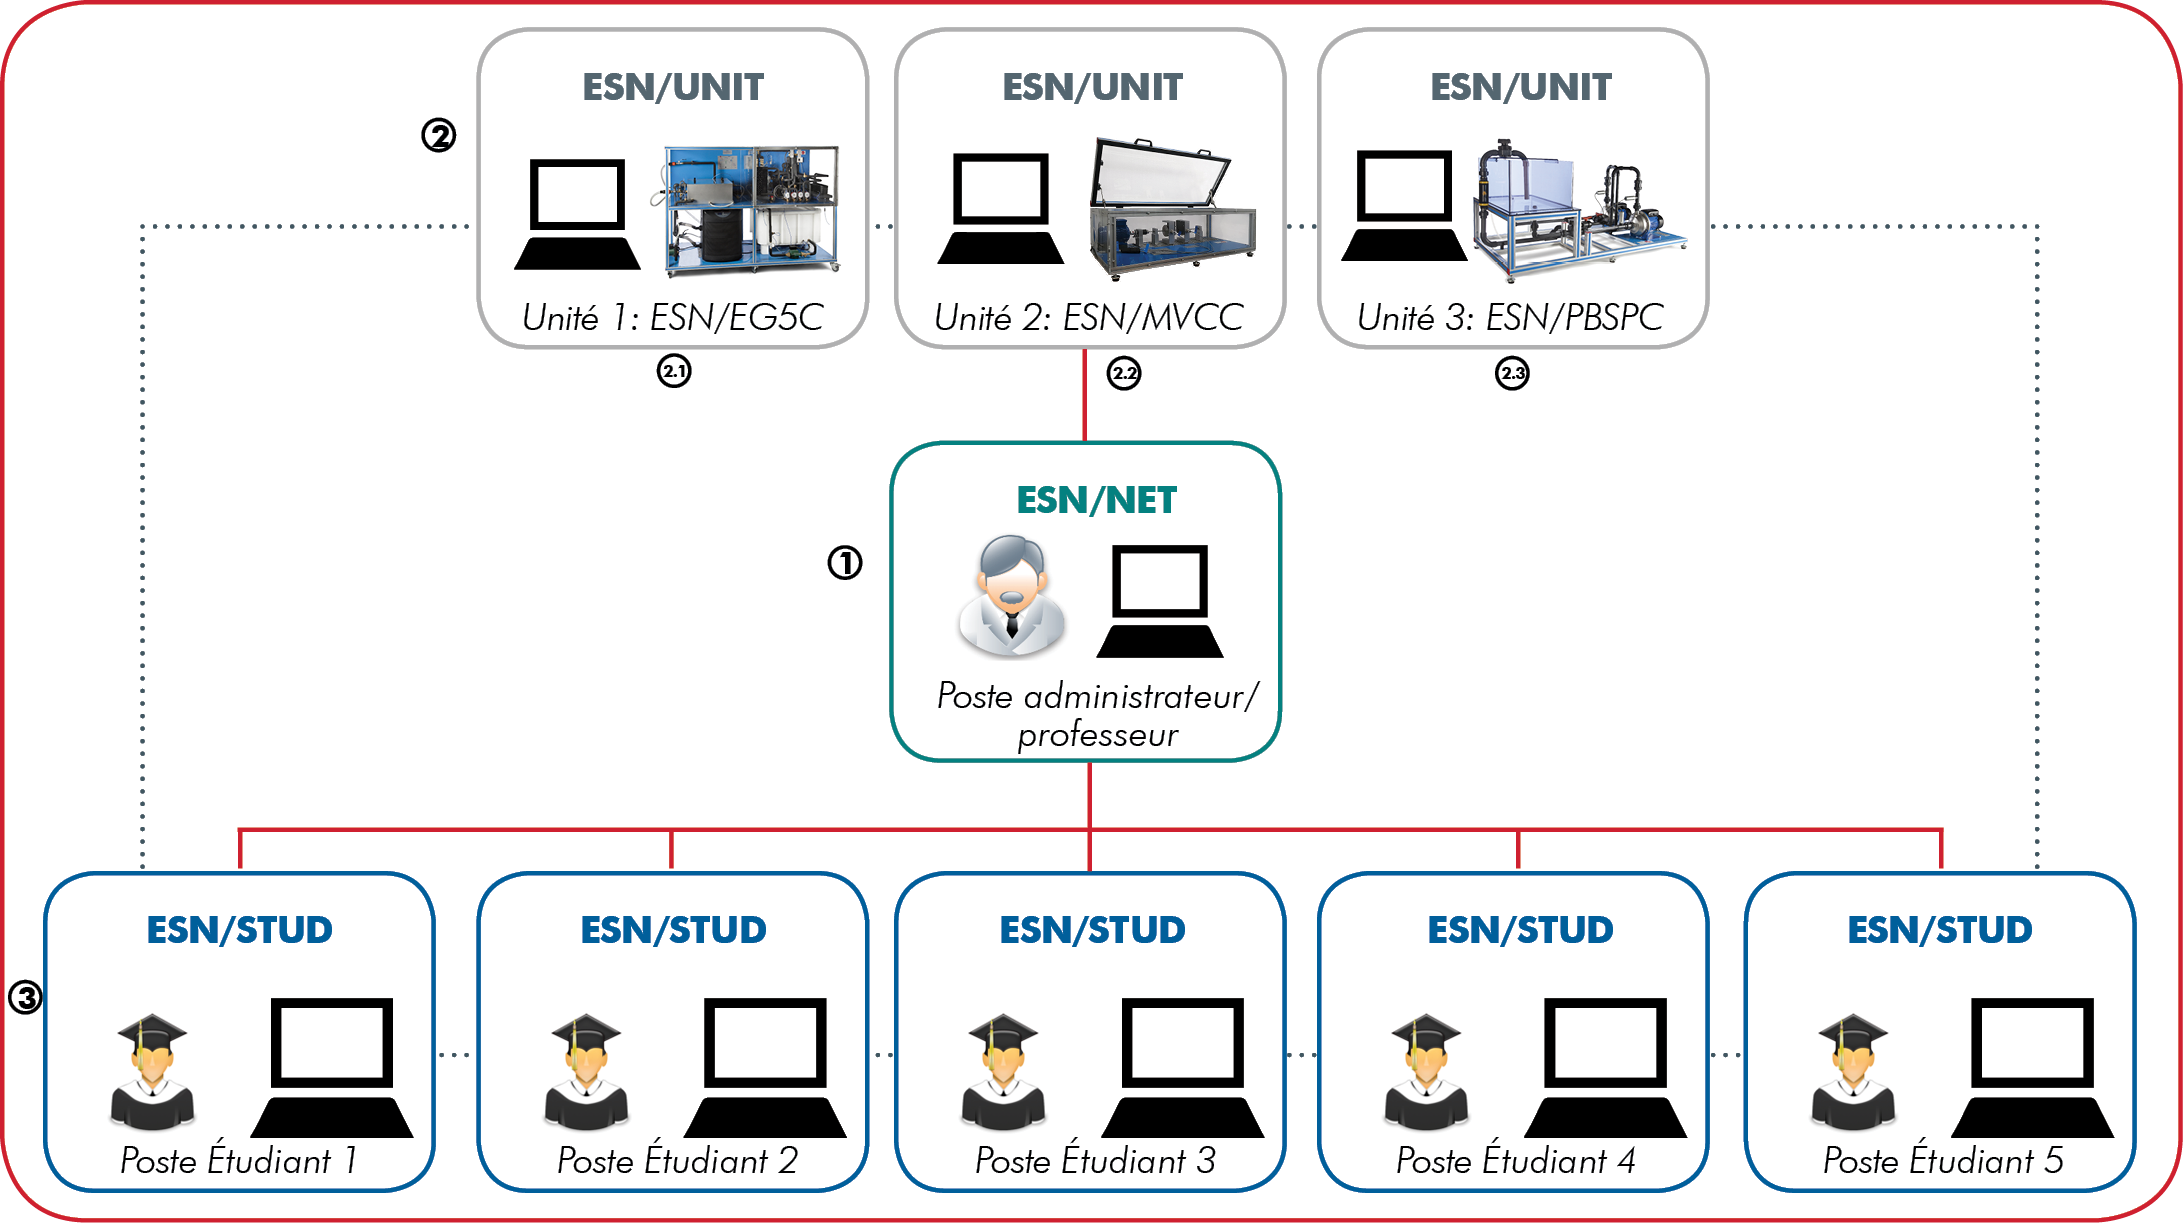 ESN/UNIT
ESN/UNIT
ESN/UNIT
2
Unité 1: ESN/EG5C
Unité 2: ESN/MVCC
Unité 3: ESN/PBSPC
2.1
2.2
2.3
ESN/NET
1
Poste administrateur/
professeur
ESN/STUD
ESN/STUD
ESN/STUD
ESN/STUD
ESN/STUD
3
Poste Étudiant 1
Poste Étudiant 2
Poste Étudiant 3
Poste Étudiant 4
Poste Étudiant 5